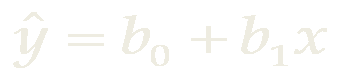 ŷ = b₀ + b₁x